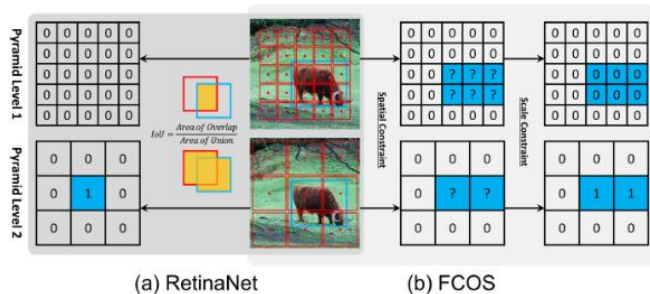 Pyramid Level 1
0 0 0 0 0
0 0 0 0 0
0 0 0 0 0
0 0 0 0 0
0 0 0 0 0
IoU = Area of Overlap / Area of Union
0 0 0 0 0
0 0 0 0 0
0 0 ? ? ?
0 0 ? ? ?
0 0 0 0 0
0 0 0 0 0
0 0 0 0 0
0 0 0 0 0
0 0 0 0 0
0 0 0 0 0
Spatial Constraint
Scale Constraint
Pyramid Level 2
0 0 0
0 1 0
0 0 0
0 0 0
0 ? ?
0 0 0
0 0 0
0 1 1
0 0 0
(a) RetinaNet
(b) FCOS